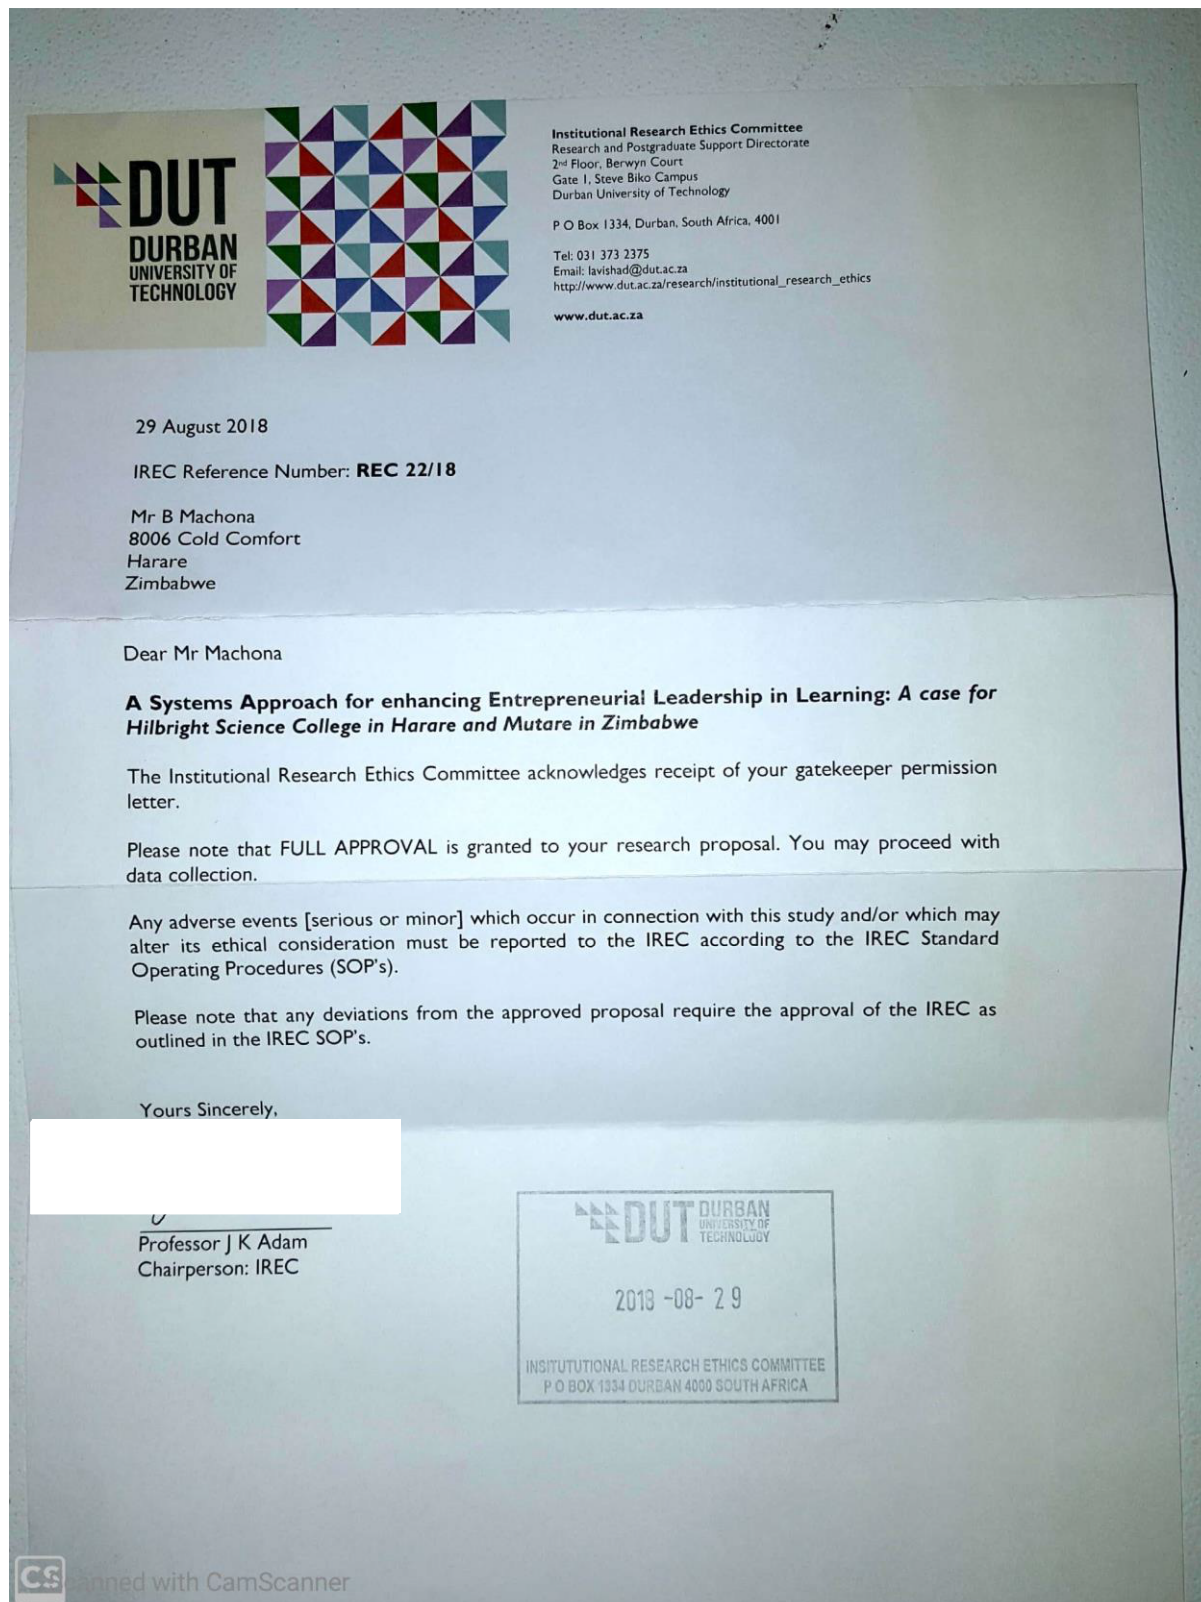 DUT
DURBAN
UNIVERSITY OF
TECHNOLOGY
Institutional Research Ethics Committee
Research and Postgraduate Support Directorate
2nd Floor, Berwyn Court
Gate 1, Steve Biko Campus
Durban University of Technology
P O Box 1334, Durban, South Africa, 4001
Tel: 031 373 2375
Email: lavishad@dut.ac.za
http://www.dut.ac.za/research/institutional_research_ethics
www.dut.ac.za
29 August 2018
IREC Reference Number: REC 22/18
Mr B Machona
8006 Cold Comfort
Harare
Zimbabwe
Dear Mr Machona
A Systems Approach for enhancing Entrepreneurial Leadership in Learning: A case for
Hilbright Science College in Harare and Mutare in Zimbabwe
The Institutional Research Ethics Committee acknowledges receipt of your gatekeeper permission
letter.
Please note that FULL APPROVAL is granted to your research proposal. You may proceed with
data collection.
Any adverse events [serious or minor] which occur in connection with this study and/or which may
alter its ethical consideration must be reported to the IREC according to the IREC Standard
Operating Procedures (SOP's).
Please note that any deviations from the approved proposal require the approval of the IREC as
outlined in the IREC SOP's.
Yours Sincerely,
Professor J K Adam
Chairperson: IREC
DUT DURBAN
UNIVERSITY OF
TECHNOLOGY
2018 -08- 29
INSITUTUTIONAL RESEARCH ETHICS COMMITTEE
P O BOX 1334 DURBAN 4000 SOUTH AFRICA
CS Scanned with CamScanner